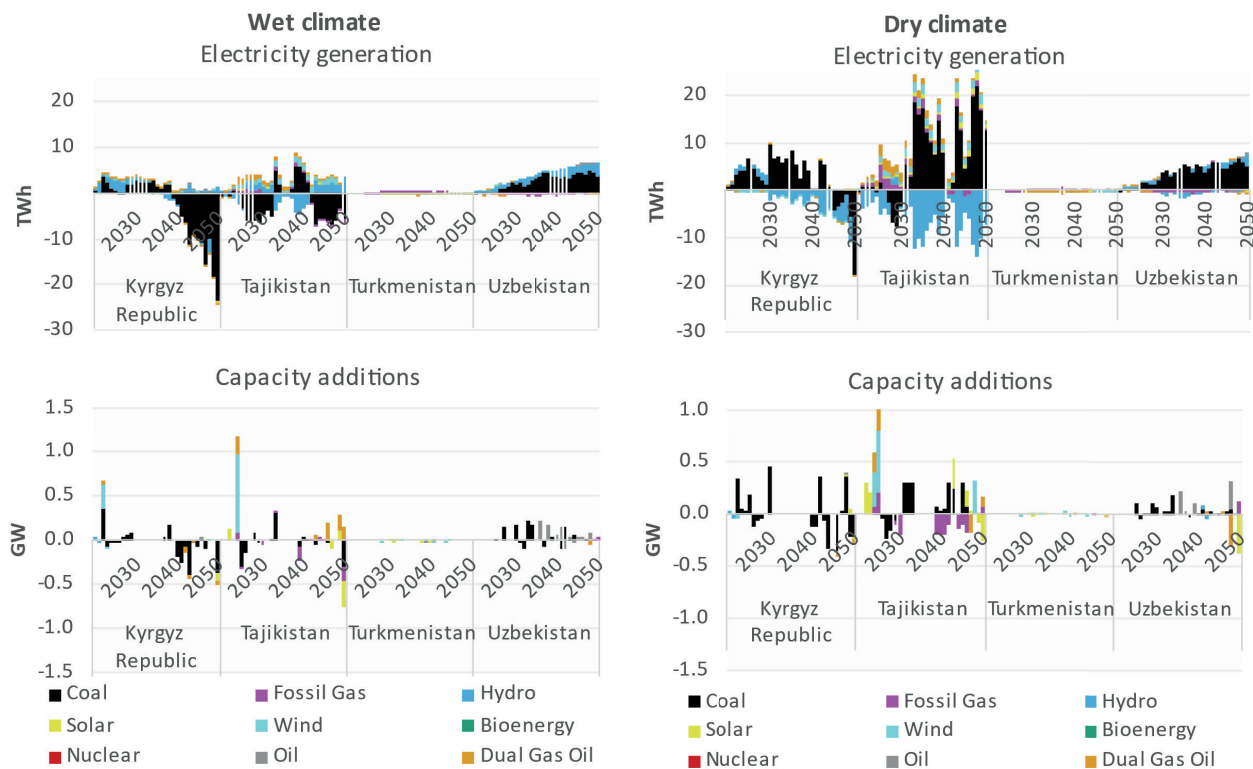 Wet climate
Electricity generation
20
10
0
-10
-20
-30
TWh
2030
2040
2050
2030
2040
2050
2030
2040
2050
2030
2040
2050
Kyrgyz
Republic
Tajikistan
Turkmenistan
Uzbekistan
Capacity additions
1.5
1.0
0.5
0.0
-0.5
-1.0
-1.5
GW
2030
2040
2050
2030
2040
2050
2030
2040
2050
2030
2040
2050
Kyrgyz
Republic
Tajikistan
Turkmenistan
Uzbekistan
Coal
Fossil Gas
Hydro
Solar
Wind
Bioenergy
Nuclear
Oil
Dual Gas Oil
Dry climate
Electricity generation
20
10
0
-10
-20
-30
TWh
2030
2040
2050
2030
2040
2050
2030
2040
2050
2030
2040
2050
Kyrgyz
Republic
Tajikistan
Turkmenistan
Uzbekistan
Capacity additions
1.0
0.5
0.0
-0.5
-1.0
-1.5
GW
2030
2040
2050
2030
2040
2050
2030
2040
2050
2030
2040
2050
Kyrgyz
Republic
Tajikistan
Turkmenistan
Uzbekistan
Coal
Fossil Gas
Hydro
Solar
Wind
Bioenergy
Nuclear
Oil
Dual Gas Oil